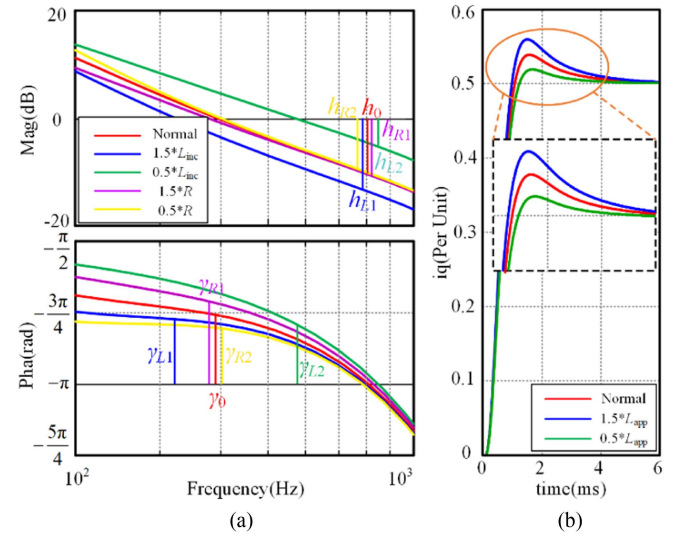 20
0
-20
Mag(dB)
Normal
1.5*Linc
0.5*Linc
1.5*R
0.5*R
hR2
h0
hR1
hL2
hL1
-π/2
-3π/4
-π
-5π/4
Pha(rad)
γR1
γL1
γR2
γL2
γ0
10²
10³
Frequency(Hz)
(a)
0.6
0.5
0.4
0.3
0.2
0.1
0
iq(Per Unit)
Normal
1.5*Lapp
0.5*Lapp
0
2
4
6
time(ms)
(b)